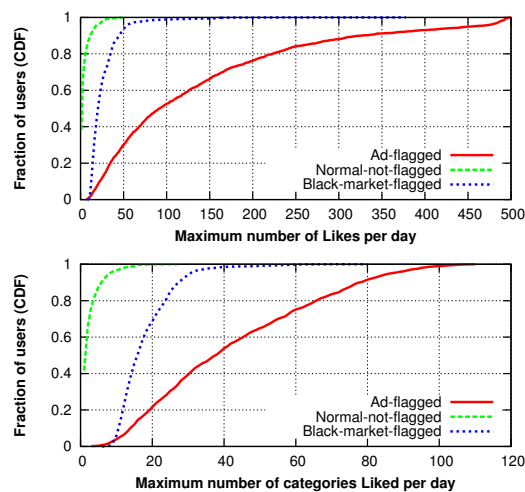 Fraction of users (CDF)
1
0.8
0.6
0.4
0.2
0
Ad-flagged
Normal-not-flagged
Black-market-flagged
0 50 100 150 200 250 300 350 400 450 500
Maximum number of Likes per day
Fraction of users (CDF)
1
0.8
0.6
0.4
0.2
0
Ad-flagged
Normal-not-flagged
Black-market-flagged
0 20 40 60 80 100 120
Maximum number of categories Liked per day